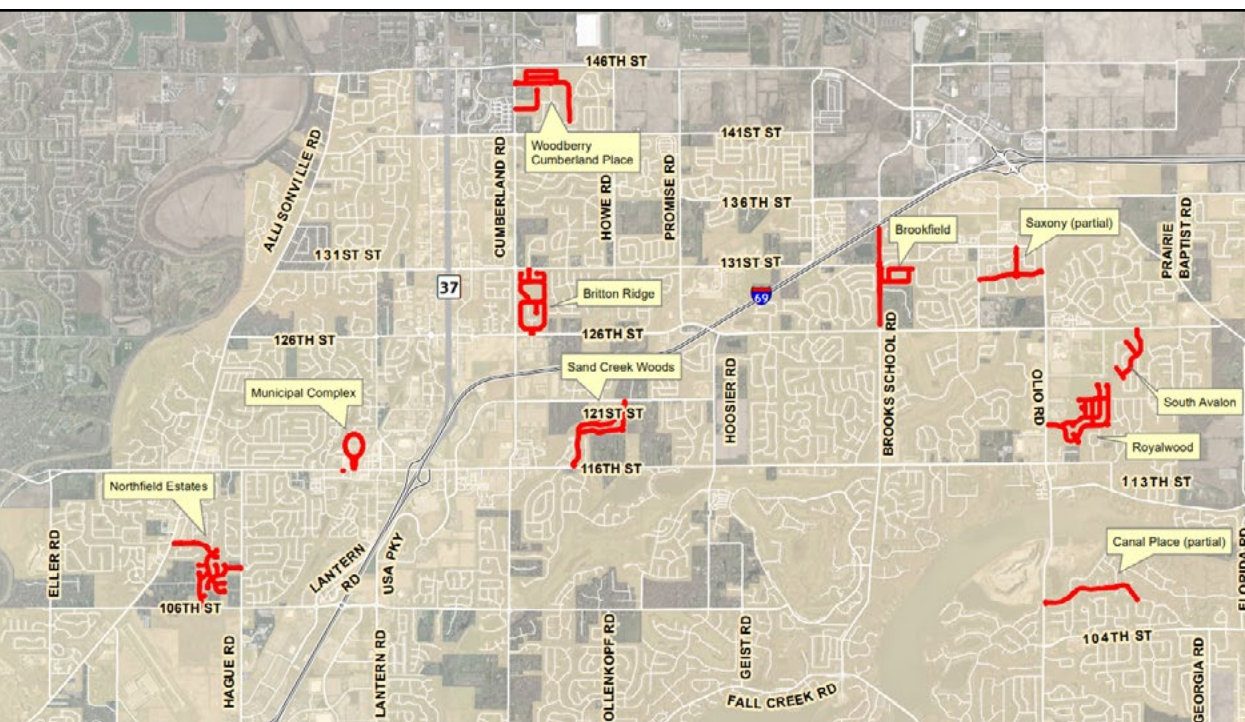 146TH ST
ALLISONVILLE RD
CUMBERLAND RD
Woodberry
Cumberland Place
HOWE RD
PROMISE RD
141ST ST
136TH ST
131ST ST
37
Britton Ridge
131ST ST
69
Brookfield
Saxony (partial)
PRAIRIE
BAPTIST RD
126TH ST
126TH ST
Sand Creek Woods
121ST ST
HOOSIER RD
BROOKS SCHOOL RD
OLIO RD
South Avalon
Royalwood
Municipal Complex
116TH ST
113TH ST
Northfield Estates
ELLER RD
LANTERN
RD
USA PKY
106TH ST
HAGUE RD
LANTERN RD
OLLENKOPF RD
GEIST RD
FALL CREEK RD
Canal Place (partial)
104TH ST
FLORIDA RD
GEORGIA RD